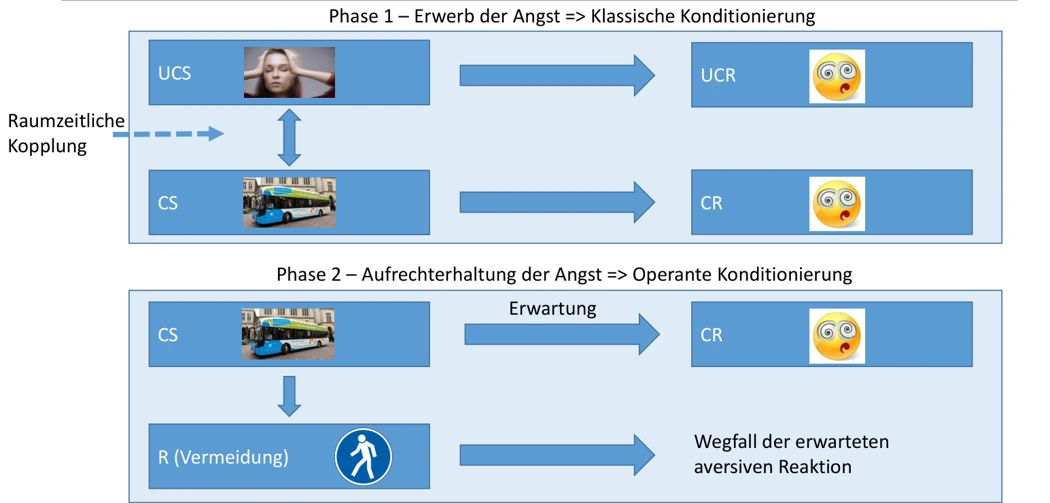 Phase 1 – Erwerb der Angst => Klassische Konditionierung
UCS
UCR
Raumzeitliche
Kopplung
CS
CR
Phase 2 – Aufrechterhaltung der Angst => Operante Konditionierung
Erwartung
CS
CR
R (Vermeidung)
Wegfall der erwarteten
aversiven Reaktion